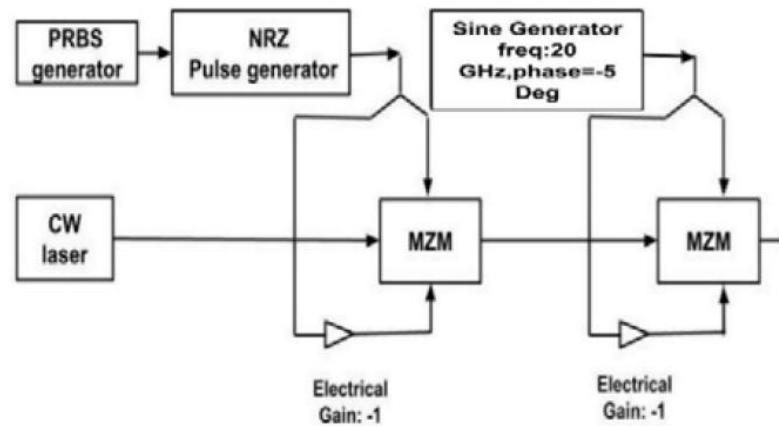 PRBS
generator
NRZ
Pulse generator
Sine Generator
freq:20
GHz,phase=-5
Deg
CW
laser
MZM
MZM
Electrical
Gain: -1
Electrical
Gain: -1